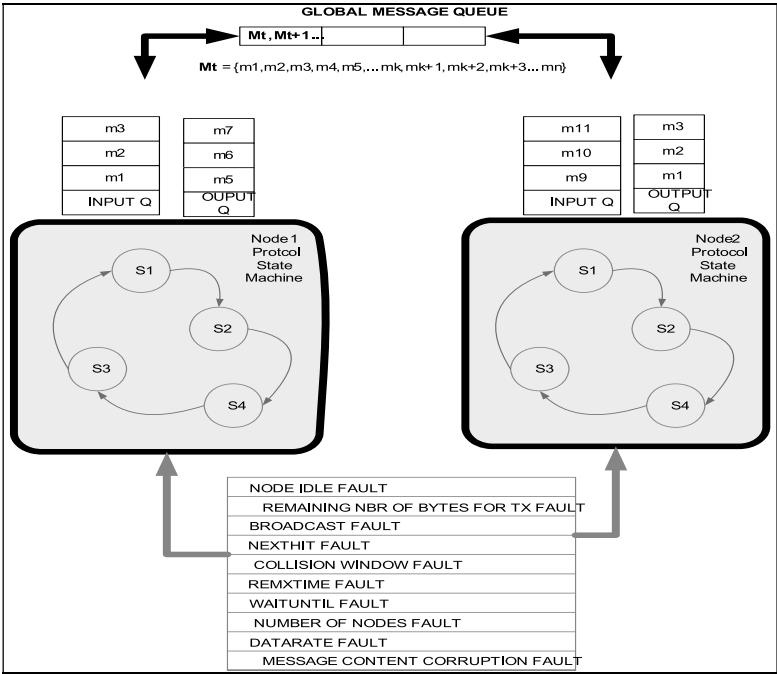 GLOBAL MESSAGE QUEUE
Mt, Mt+1...
Mt = {m1,m2,m3,m4,m5,... mk,mk+1,mk+2,mk+3... mn}
m3
m2
m1
INPUT Q
m7
m6
m5
OUPUT
Q
m11
m10
m9
INPUT Q
m3
m2
m1
OUTPUT
Q
Node1
Protcol
State
Machine
S1
S2
S3
S4
Node2
Protocol
State
Machine
S1
S2
S3
S4
NODE IDLE FAULT
REMAINING NBR OF BYTES FOR TX FAULT
BROADCAST FAULT
NEXTHIT FAULT
COLLISION WINDOW FAULT
REMXTIME FAULT
WAITUNTIL FAULT
NUMBER OF NODES FAULT
DATARATE FAULT
MESSAGE CONTENT CORRUPTION FAULT